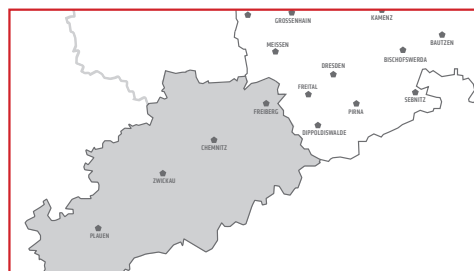 GROSSENHAIN
KAMENZ
BAUTZEN
MEISSEN
BISCHOFSWERDA
DRESDEN
FREITAL
SEBNITZ
FREIBERG
PIRNA
DIPPOLDISWALDE
CHEMNITZ
ZWICKAU
PLAUEN